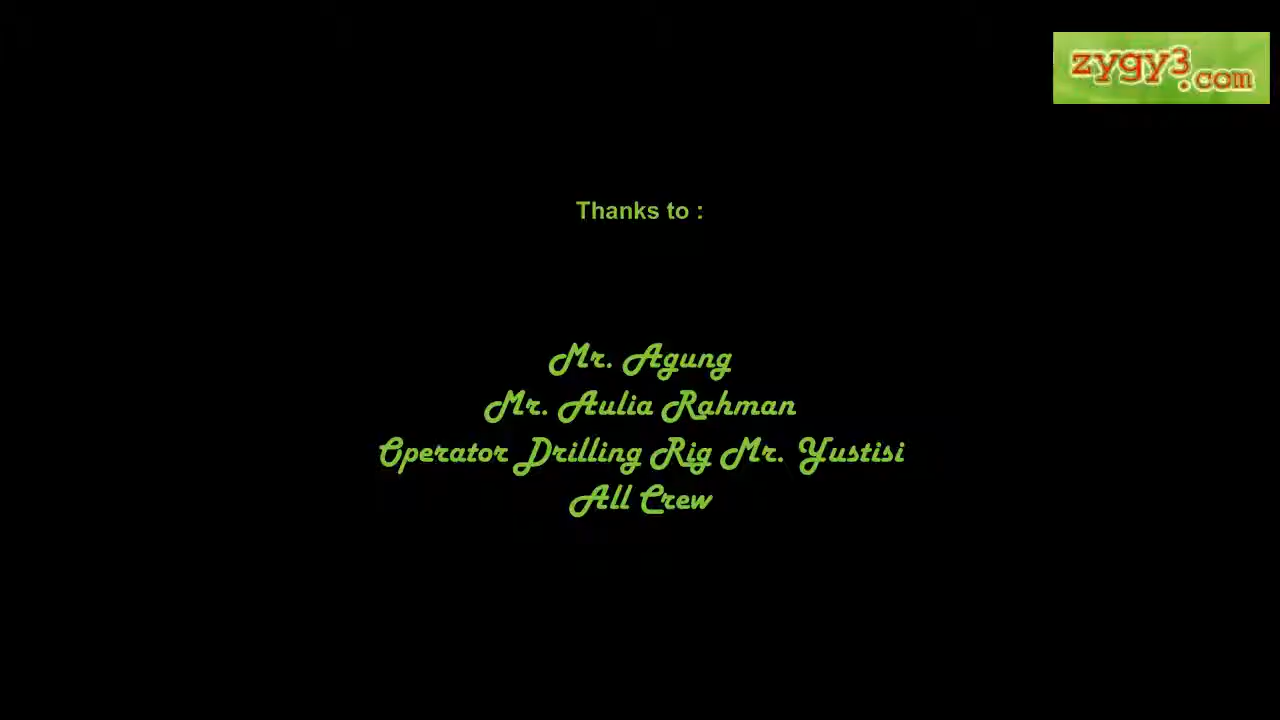 zygy3.com
Thanks to :
Mr. Agung
Mr. Aulia Rahman
Operator Drilling Rig Mr. Yustisi
All Crew